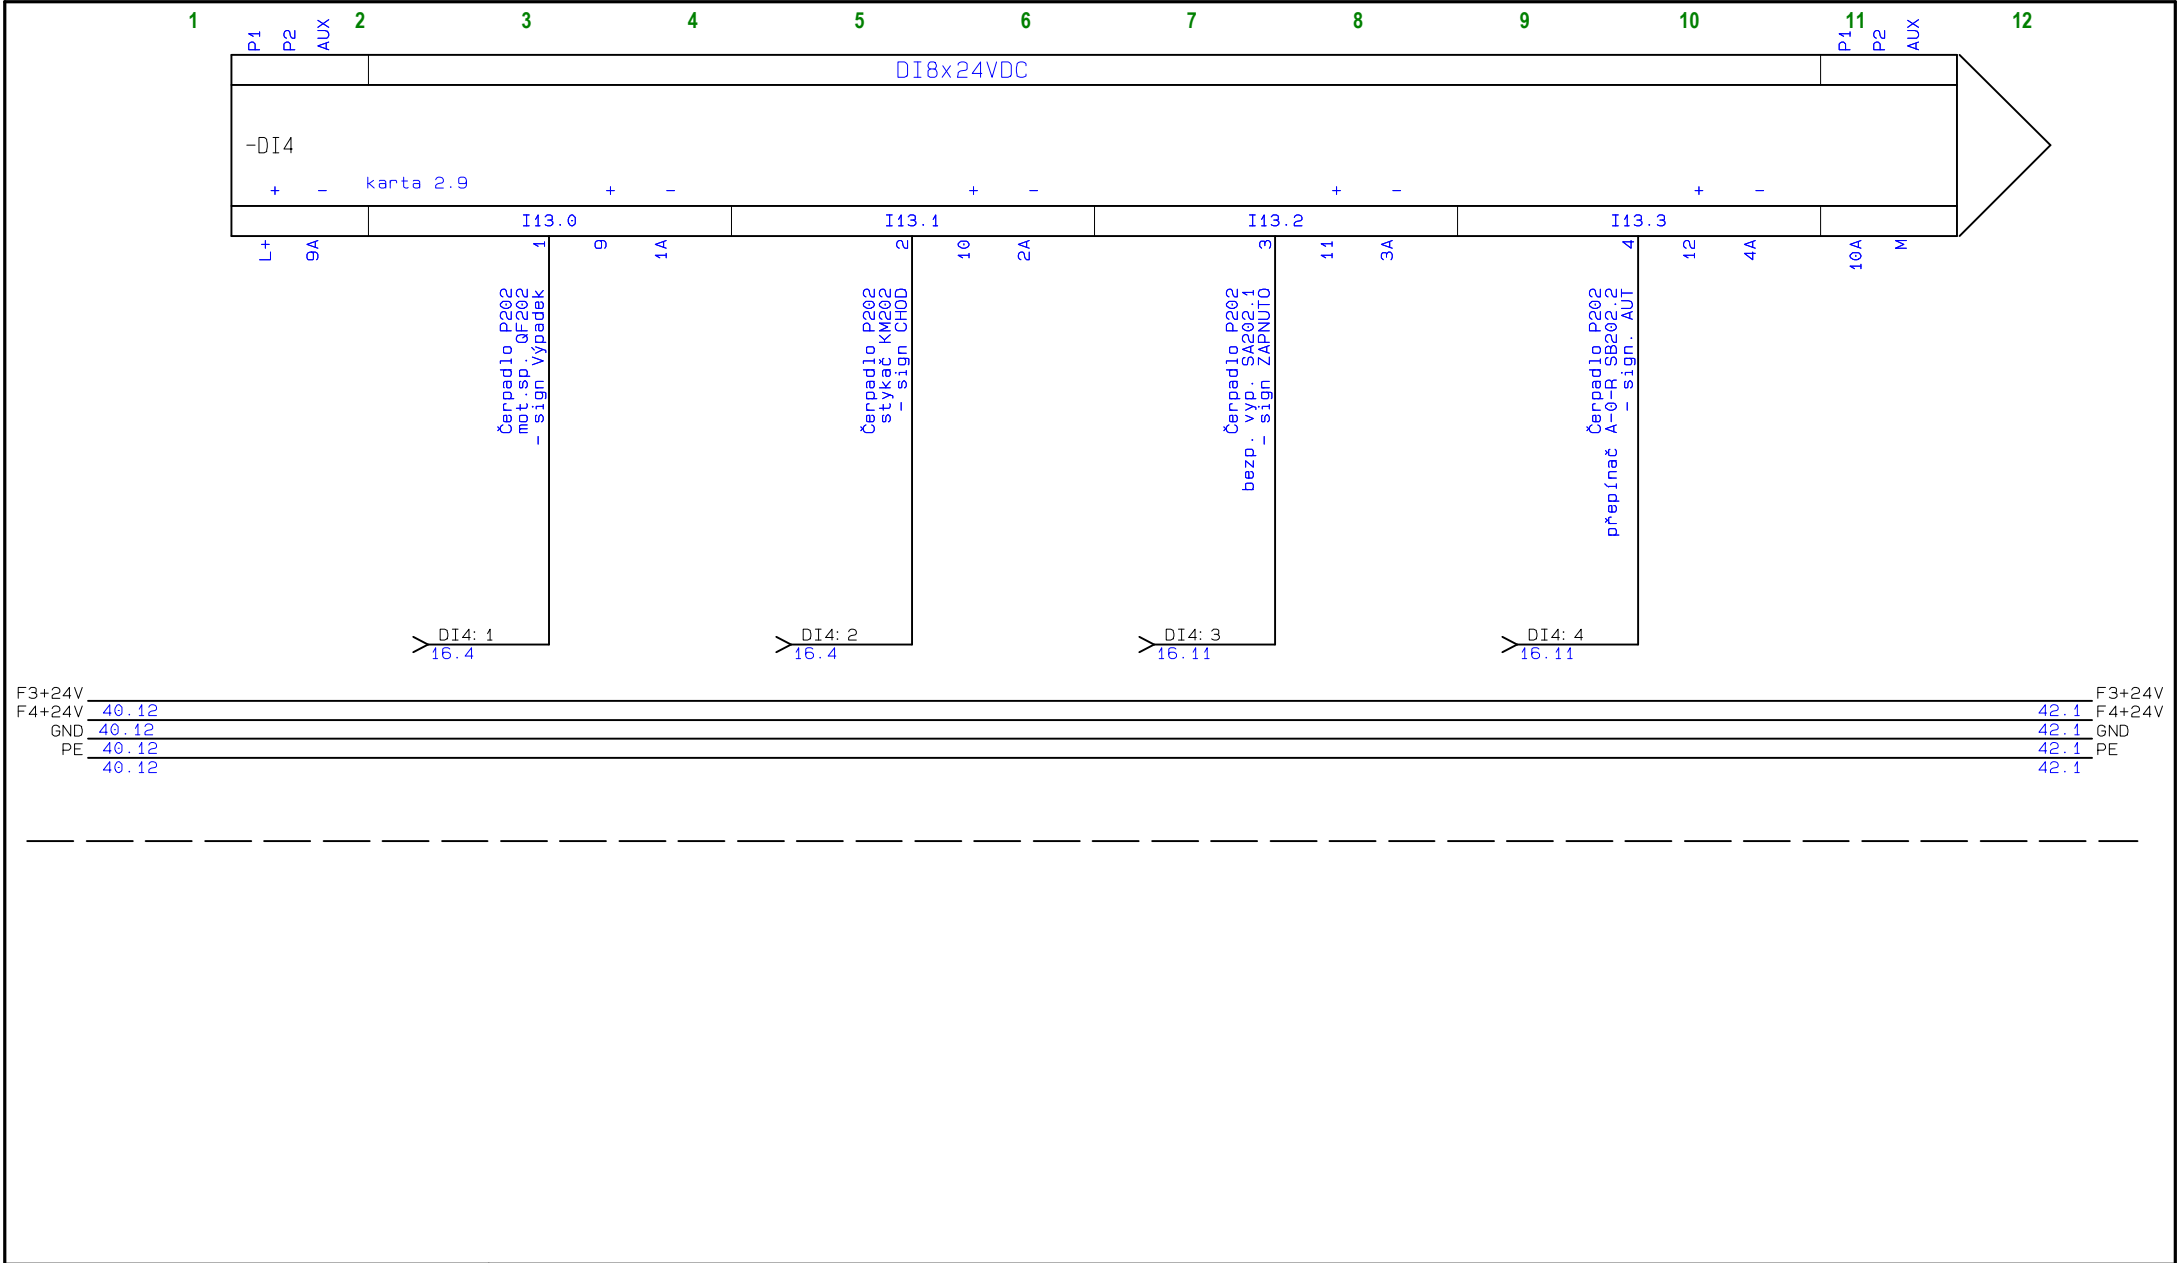 1 2 3 4 5 6 7 8 9 10 11 12
P1 P2 AUX P1 P2 AUX
DI8x24VDC
-DI4
karta 2.9
+ - + - + - + - + -
I13.0 I13.1 I13.2 I13.3
L+ 9A 1 9 1A 2 10 2A 3 11 3A 4 12 4A 10A M
Čerpadlo P202
mot.sp. QF202
- sign Výpadek
Čerpadlo P202
stykač KM202
- sign CHOD
Čerpadlo P202
bezp. vyp. SA202.1
- sign ZAPNUTO
Čerpadlo P202
přepínač A-0-R SB202.2
- sign. AUT
DI4: 1 DI4: 2 DI4: 3 DI4: 4
16.4 16.4 16.11 16.11
F3+24V F3+24V
F4+24V 40.12 42.1 F4+24V
GND 40.12 42.1 GND
PE 40.12 42.1 PE
40.12 42.1